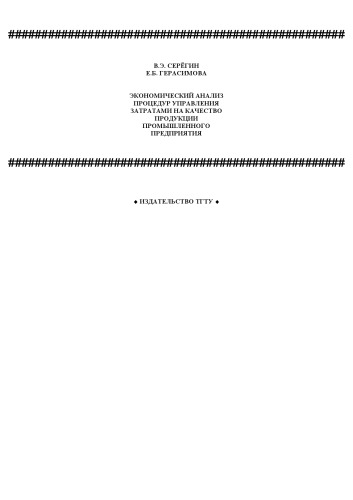 ##################################################
В.Э. СЕРЁГИН
Е.Б. ГЕРАСИМОВА
ЭКОНОМИЧЕСКИЙ АНАЛИЗ
ПРОЦЕДУР УПРАВЛЕНИЯ
ЗАТРАТАМИ НА КАЧЕСТВО
ПРОДУКЦИИ
ПРОМЫШЛЕННОГО
ПРЕДПРИЯТИЯ
##################################################
♦ ИЗДАТЕЛЬСТВО ТГТУ ♦